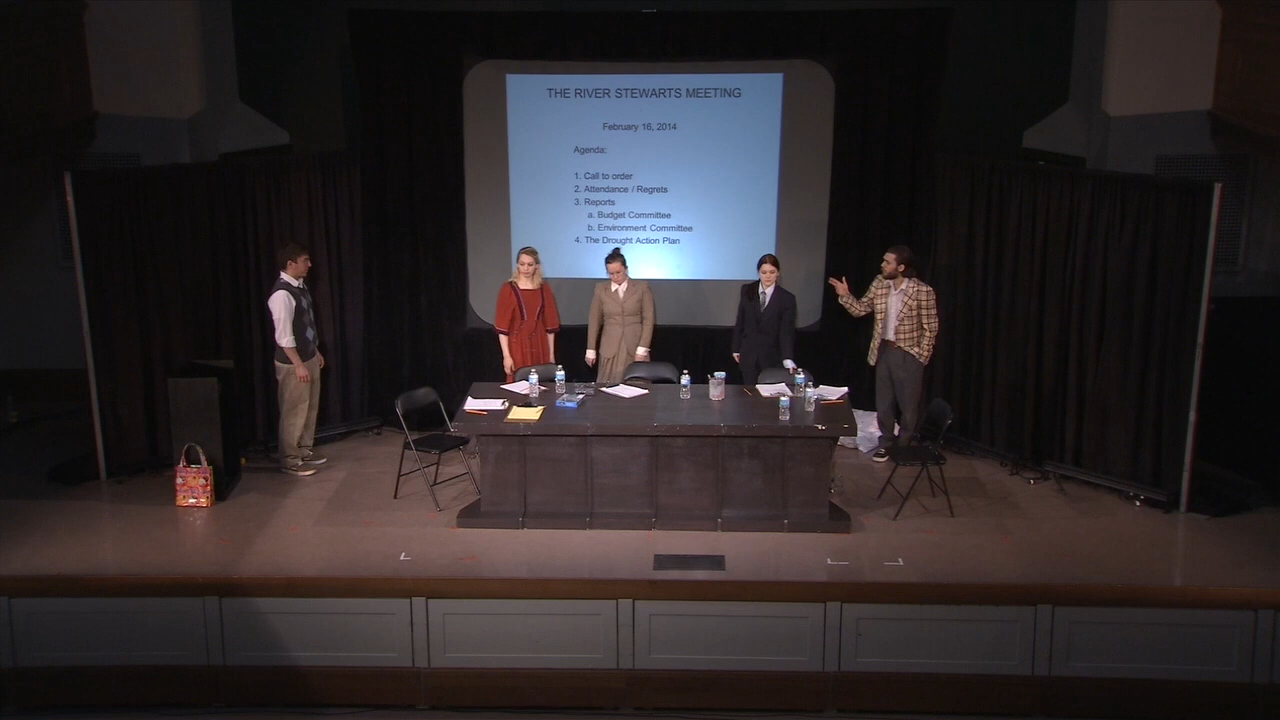 THE RIVER STEWARTS MEETING
February 16, 2014
Agenda:
1. Call to order
2. Attendance / Regrets
3. Reports
a. Budget Committee
b. Environment Committee
4. The Drought Action Plan